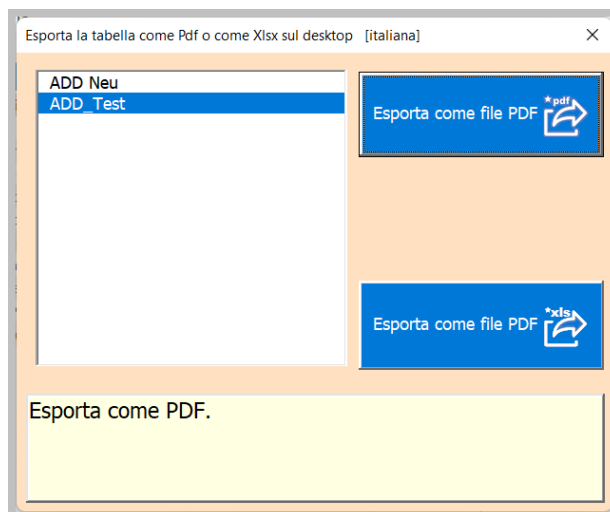 Esporta la tabella come Pdf o come Xlsx sul desktop [italiana]
ADD Neu
ADD_Test
Esporta come file PDF
*pdf
Esporta come file PDF
*xls
Esporta come PDF.